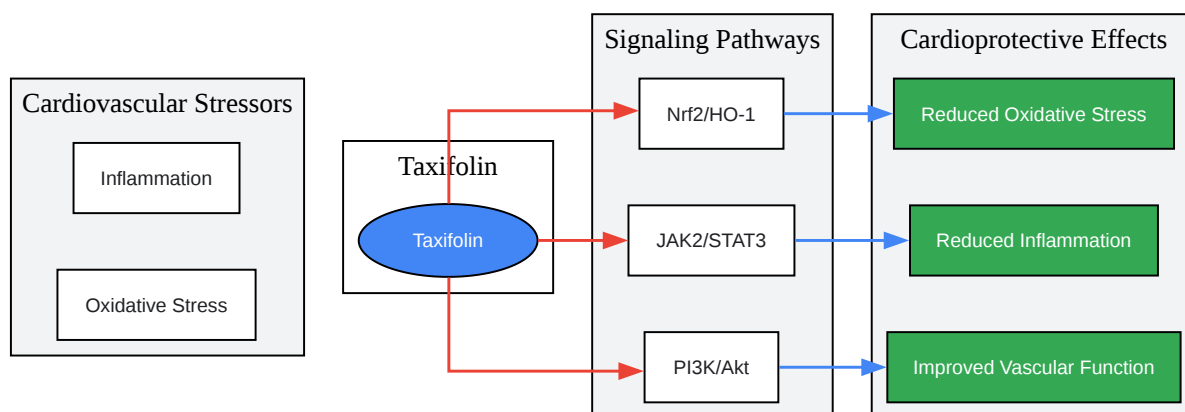 Cardiovascular Stressors
Inflammation
Oxidative Stress
Taxifolin
Taxifolin
Signaling Pathways
Nrf2/HO-1
JAK2/STAT3
PI3K/Akt
Cardioprotective Effects
Reduced Oxidative Stress
Reduced Inflammation
Improved Vascular Function